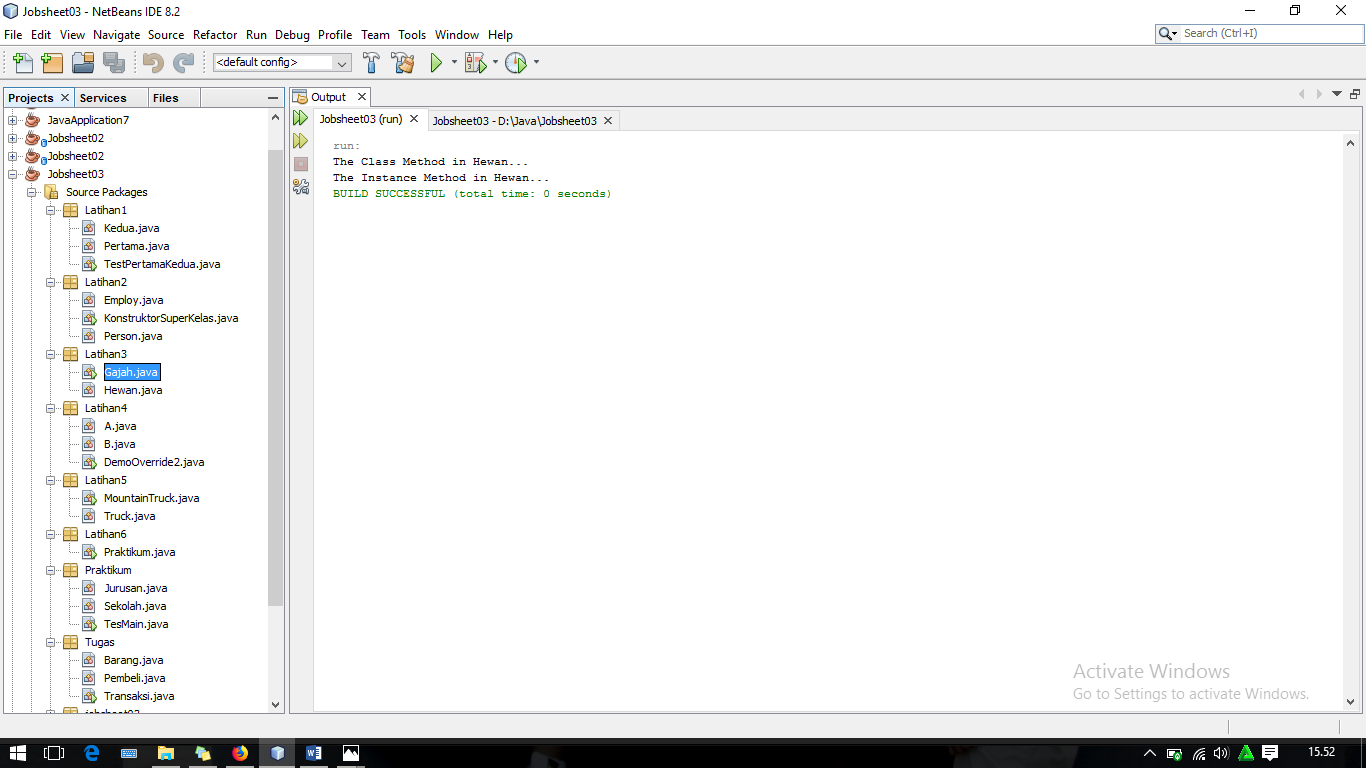 Jobsheet03 - NetBeans IDE 8.2
File Edit View Navigate Source Refactor Run Debug Profile Team Tools Window Help
Search (Ctrl+I)
<default config>
Projects Services Files
JavaApplication7
Jobsheet02
Jobsheet02
Jobsheet03
Source Packages
Latihan1
Kedua.java
Pertama.java
TestPertamaKedua.java
Latihan2
Employ.java
KonstruktorSuperKelas.java
Person.java
Latihan3
Gajah.java
Hewan.java
Latihan4
A.java
B.java
DemoOverride2.java
Latihan5
MountainTruck.java
Truck.java
Latihan6
Praktikum.java
Praktikum
Jurusan.java
Sekolah.java
TesMain.java
Tugas
Barang.java
Pembeli.java
Transaksi.java
Output
Jobsheet03 (run) Jobsheet03 - D:\Java\Jobsheet03
run:
The Class Method in Hewan...
The Instance Method in Hewan...
BUILD SUCCESSFUL (total time: 0 seconds)
Activate Windows
Go to Settings to activate Windows.
15.52